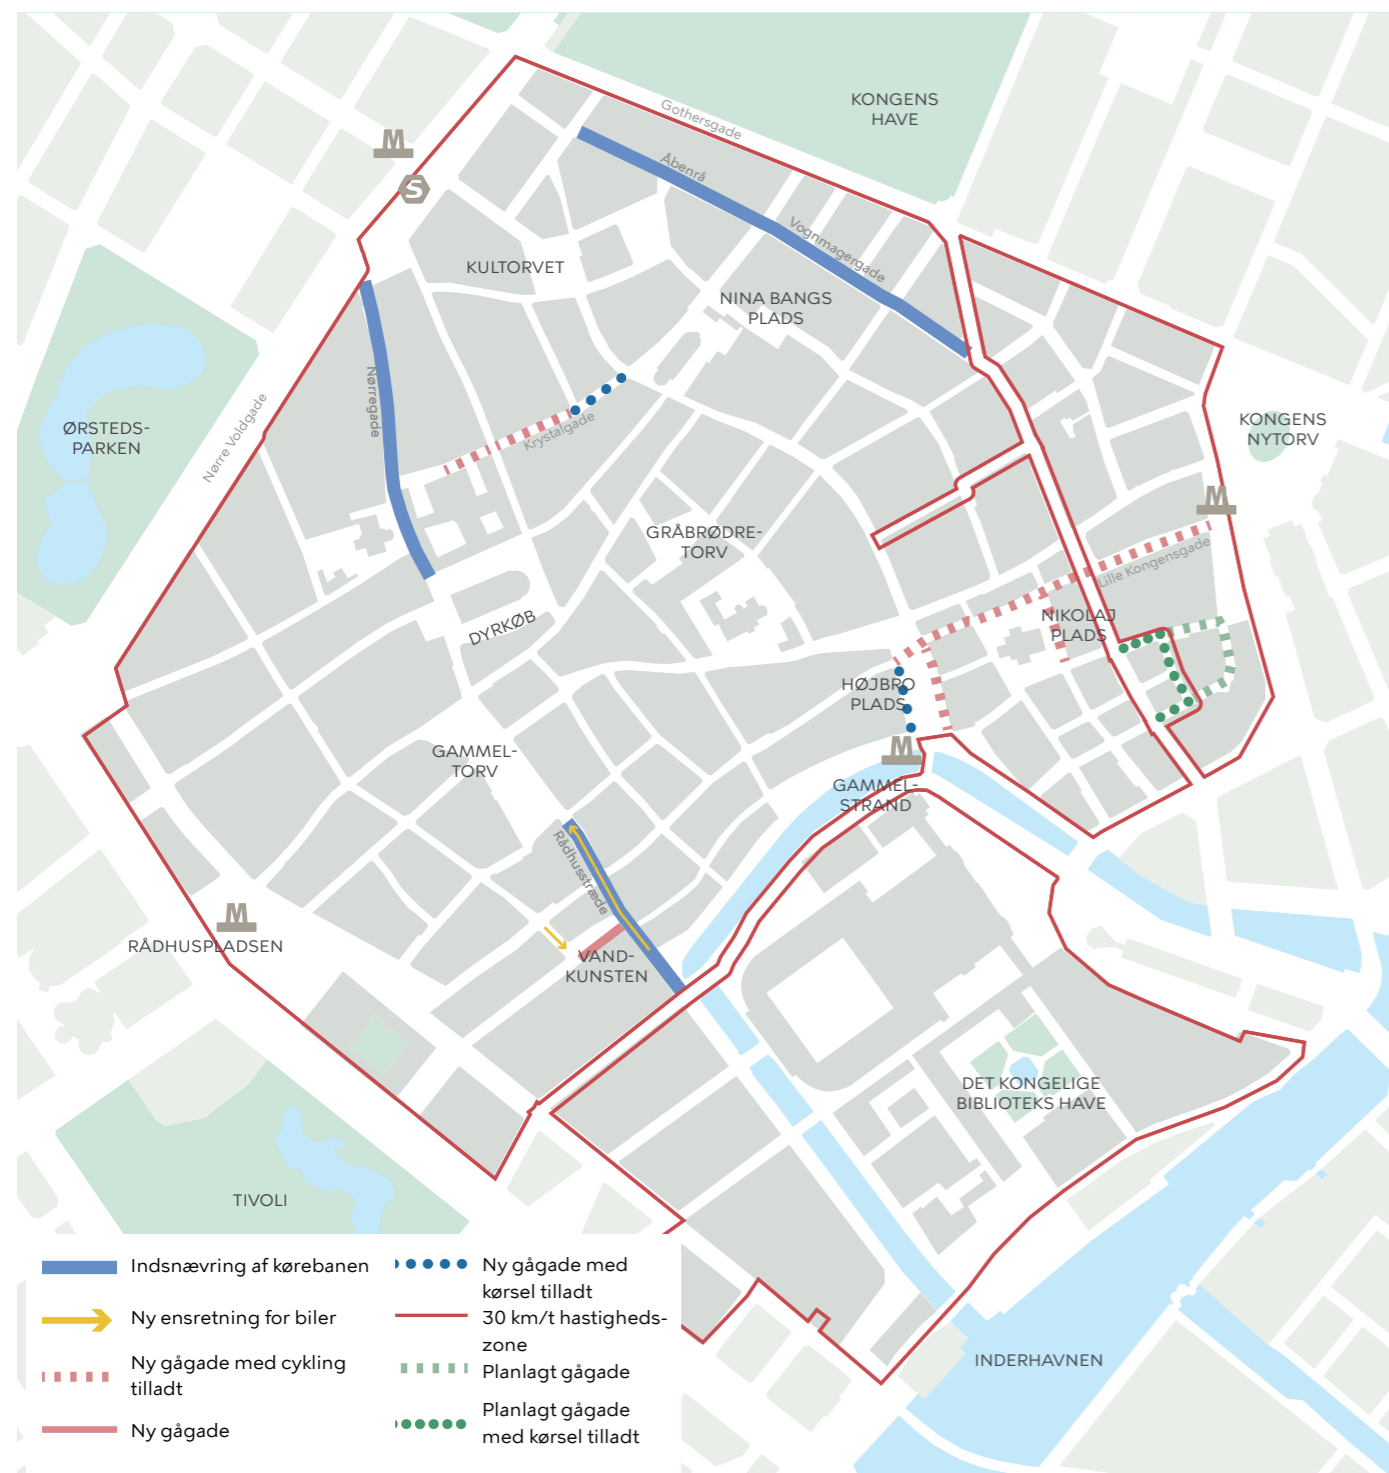 KONGENS
HAVE
Gothersgade
M
Åbenrå
S
Vognmagergade
KULTORVET
NINA BANGS
PLADS
Nørregade
ØRSTEDS-
PARKEN
Nørre Voldgade
Krystalgade
KONGENS
NYTORV
M
GRÅBRØDRE-
TORV
Lille Kongensgade
DYRKØB
NIKOLAJ
PLADS
HØJBRO
PLADS
M
GAMMEL-
TORV
GAMMEL-
STRAND
Rådhusstræde
M
RÅDHUSPLADSEN
VAND-
KUNSTEN
DET KONGELIGE
BIBLIOTEKS HAVE
TIVOLI
INDERHAVNEN
Indsnævring af kørebanen
Ny ensretning for biler
Ny gågade med cykling
tilladt
Ny gågade
Ny gågade med
kørsel tilladt
30 km/t hastigheds-
zone
Planlagt gågade
Planlagt gågade
med kørsel tilladt